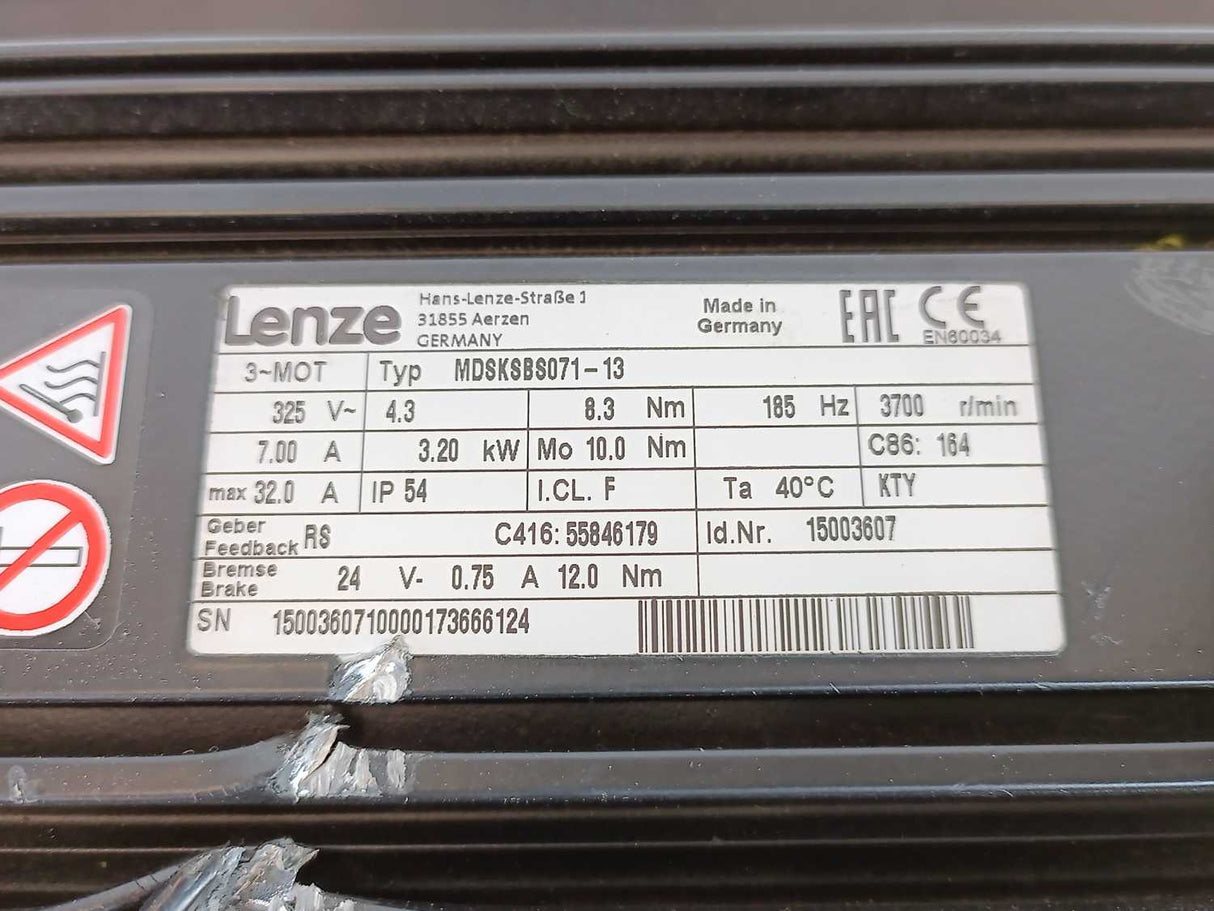 Lenze Hans-Lenze-Straße 1 Made in EAC CE
31855 Aerzen Germany EN60034
GERMANY
3~MOT Typ MDSKSBS071-13
325 V~ 4.3 8.3 Nm 185 Hz 3700 r/min
7.00 A 3.20 kW Mo 10.0 Nm C86: 164
max 32.0 A IP 54 I.CL. F Ta 40°C KTY
Geber
Feedback RS C416: 55846179 Id.Nr. 15003607
Bremse
Brake 24 V- 0.75 A 12.0 Nm
SN 1500360710000173666124